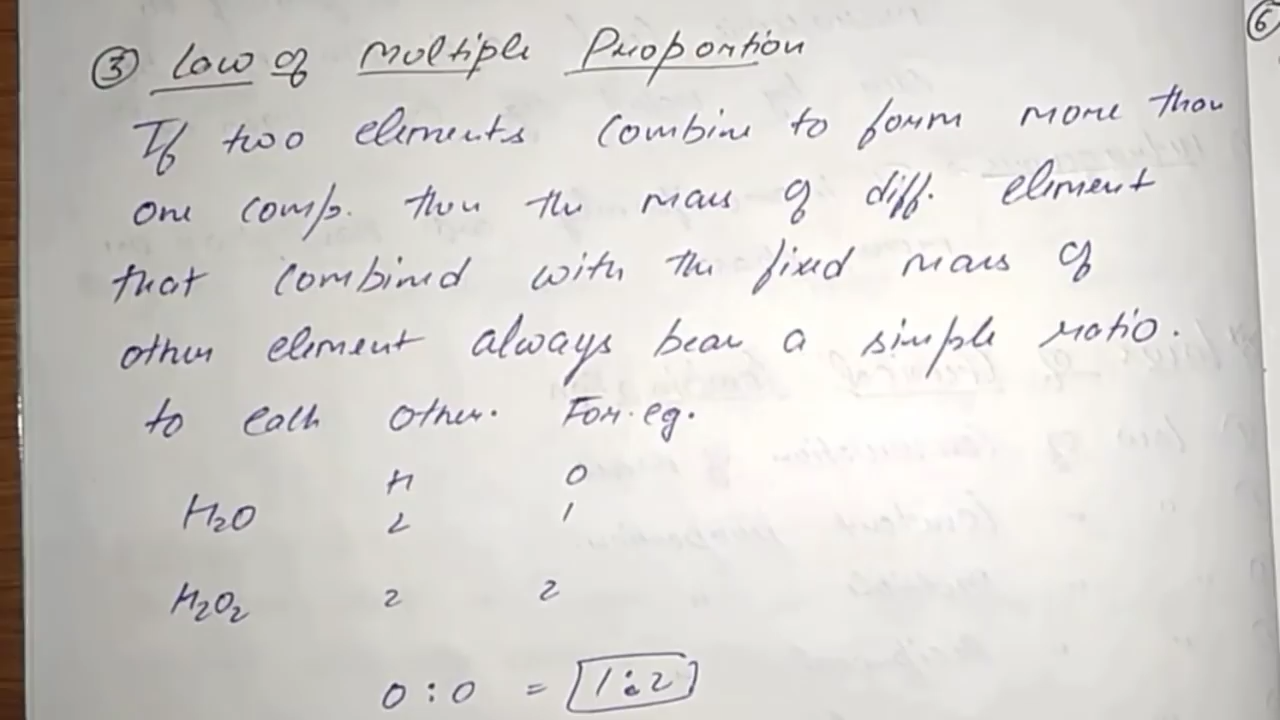 ③ Law of Multiple Proportion
If two elements combine to form more than
one comp. then the mass of diff. element
that combined with the fixed mass of
other element always bear a simple ratio.
to each other. For.eg.
H O
H₂O 2 1
H₂O₂ 2 2
O : O = 1:2
⑥